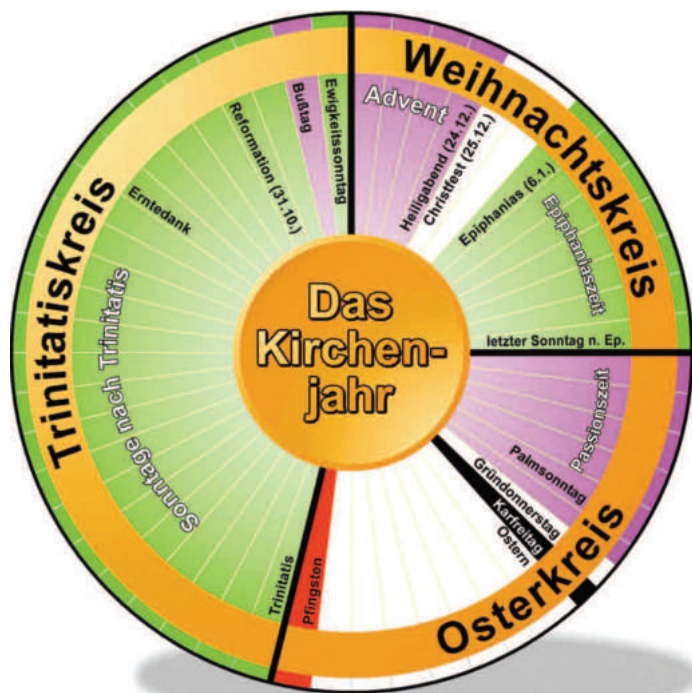 Das
Kirchen-
jahr
Weihnachtskreis
Advent
Heiligabend (24.12.)
Christfest (25.12.)
Epiphanias (6.1.)
Epiphaniaszeit
letzter Sonntag n. Ep.
Osterkreis
Passionszeit
Palmsonntag
Gründonnerstag
Karfreitag
Ostern
Pfingsten
Trinitatiskreis
Trinitatis
Sonntage nach Trinitatis
Erntedank
Reformation (31.10.)
Bußtag
Ewigkeitssonntag